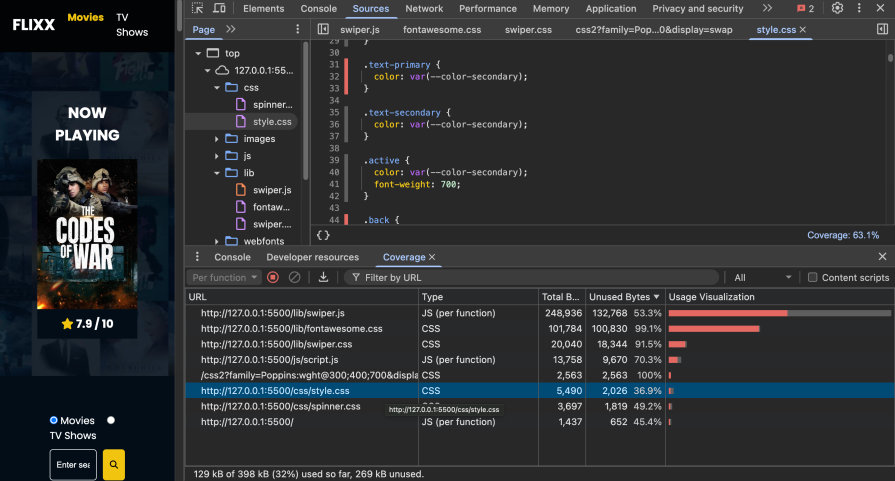 FLIXX
Movies
TV
Shows
NOW
PLAYING
THE
CODES
OF WAR
7.9 / 10
Movies
TV Shows
Enter sea
Elements Console Sources Network Performance Memory Application Privacy and security 2
Page
swiper.js fontawesome.css swiper.css css2?family=Pop...0&display=swap style.css
top
127.0.0.1:55...
css
spinner...
style.css
images
js
lib
swiper.js
fontaw...
swiper....
webfonts
29 }
30
31 .text-primary {
32 color: var(--color-secondary);
33 }
34
35 .text-secondary {
36 color: var(--color-secondary);
37 }
38
39 .active {
40 color: var(--color-secondary);
41 font-weight: 700;
42 }
43
44 .back {
{} Coverage: 63.1%
Console Developer resources Coverage
Per function Filter by URL All Content scripts
URL Type Total B... Unused Bytes Usage Visualization
http://127.0.0.1:5500/lib/swiper.js JS (per function) 248,936 132,768 53.3%
http://127.0.0.1:5500/lib/fontawesome.css CSS 101,784 100,830 99.1%
http://127.0.0.1:5500/lib/swiper.css CSS 20,040 18,344 91.5%
http://127.0.0.1:5500/js/script.js JS (per function) 13,758 9,670 70.3%
/css2?family=Poppins:wght@300;400;700&displa CSS 2,563 2,563 100%
http://127.0.0.1:5500/css/style.css CSS 5,490 2,026 36.9%
http://127.0.0.1:5500/css/spinner.css 3,697 1,819 49.2%
http://127.0.0.1:5500/css/style.css
http://127.0.0.1:5500/ JS (per function) 1,437 652 45.4%
129 kB of 398 kB (32%) used so far, 269 kB unused.